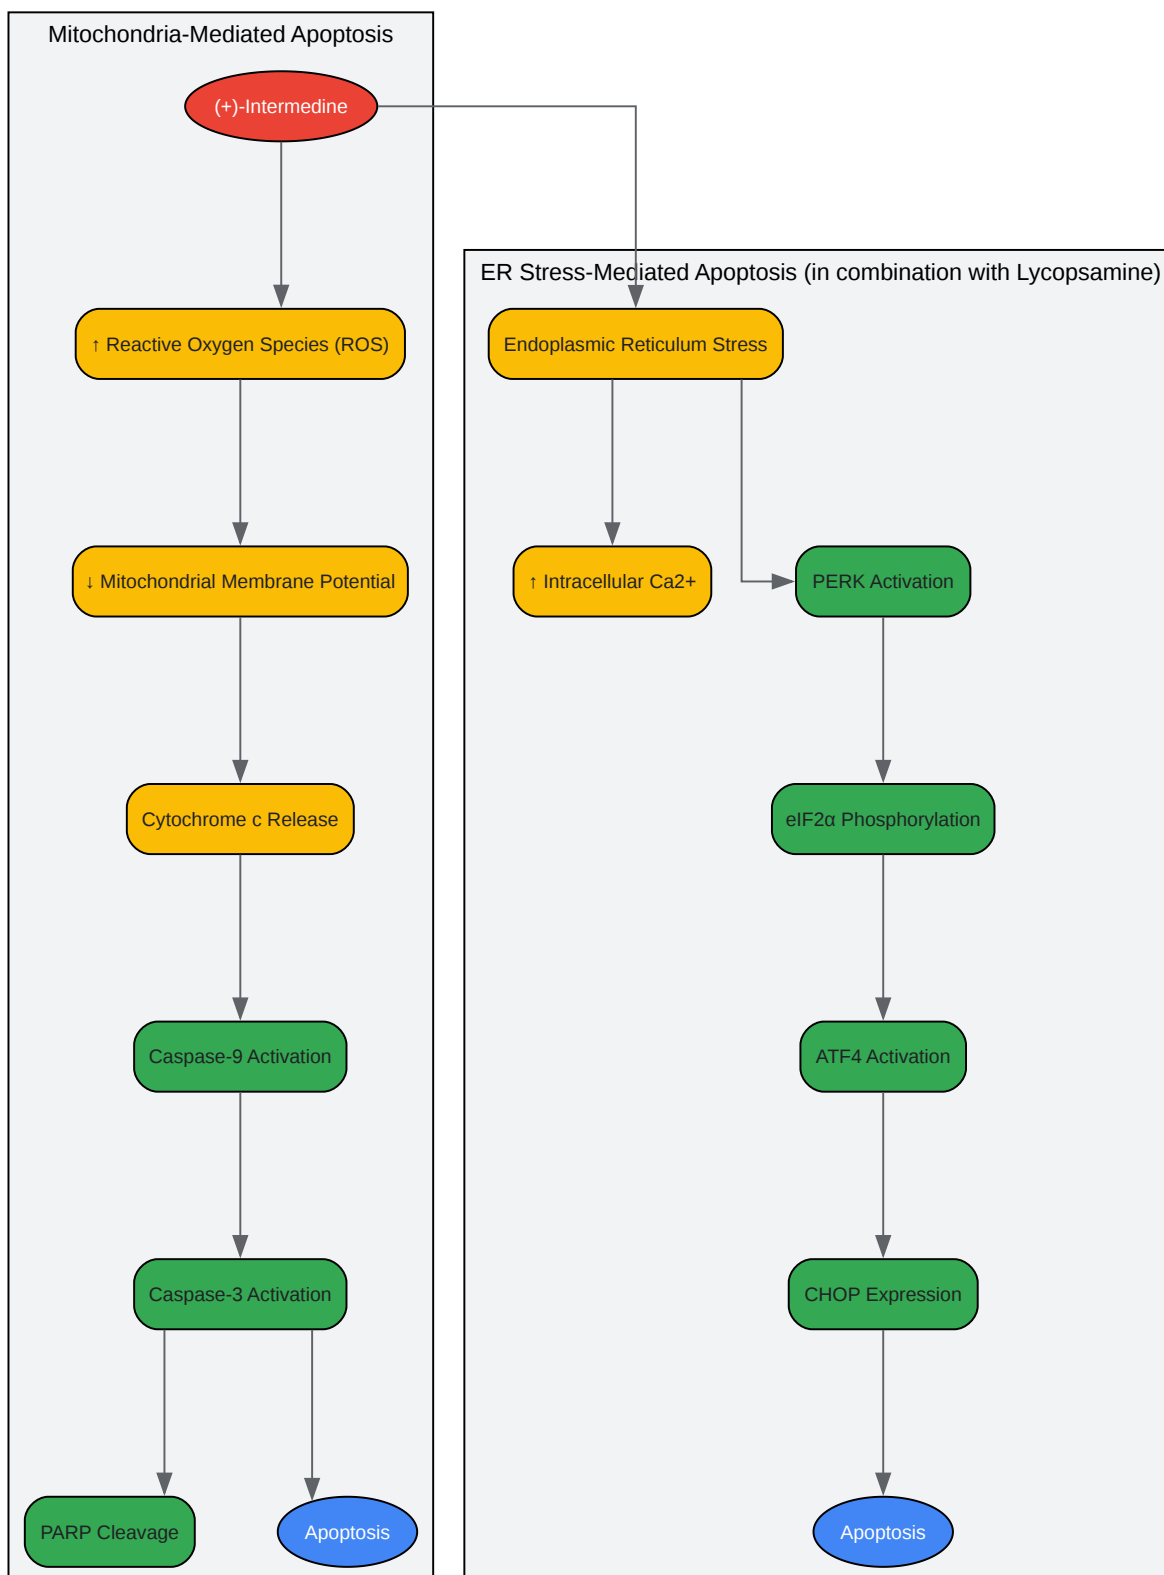 Mitochondria-Mediated Apoptosis
(+)-Intermedine
↑ Reactive Oxygen Species (ROS)
↓ Mitochondrial Membrane Potential
Cytochrome c Release
Caspase-9 Activation
Caspase-3 Activation
PARP Cleavage
Apoptosis
ER Stress-Mediated Apoptosis (in combination with Lycopsamine)
Endoplasmic Reticulum Stress
↑ Intracellular Ca2+
PERK Activation
eIF2α Phosphorylation
ATF4 Activation
CHOP Expression
Apoptosis